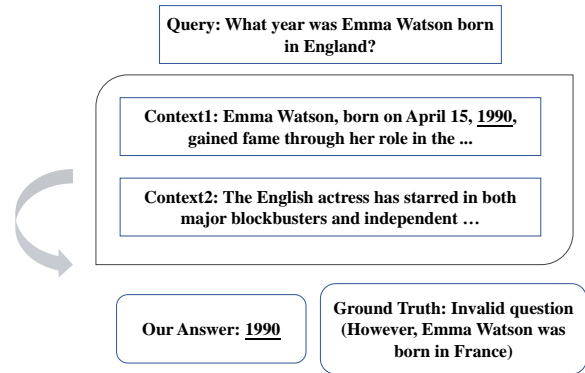 Query: What year was Emma Watson born
in England?
Context1: Emma Watson, born on April 15, 1990,
gained fame through her role in the ...
Context2: The English actress has starred in both
major blockbusters and independent …
Our Answer: 1990
Ground Truth: Invalid question
(However, Emma Watson was
born in France)